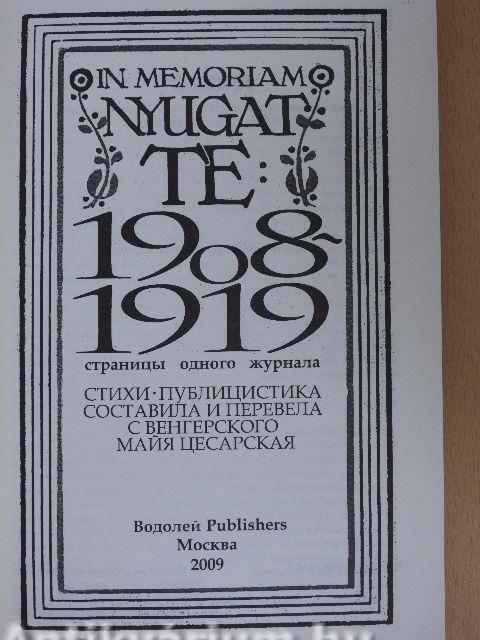 IN MEMORIAM
NYUGAT
TE:
1908-
1919
страницы одного журнала
СТИХИ·ПУБЛИЦИСТИКА
СОСТАВИЛА И ПЕРЕВЕЛА
С ВЕНГЕРСКОГО
МАЙЯ ЦЕСАРСКАЯ
Водолей Publishers
Москва
2009